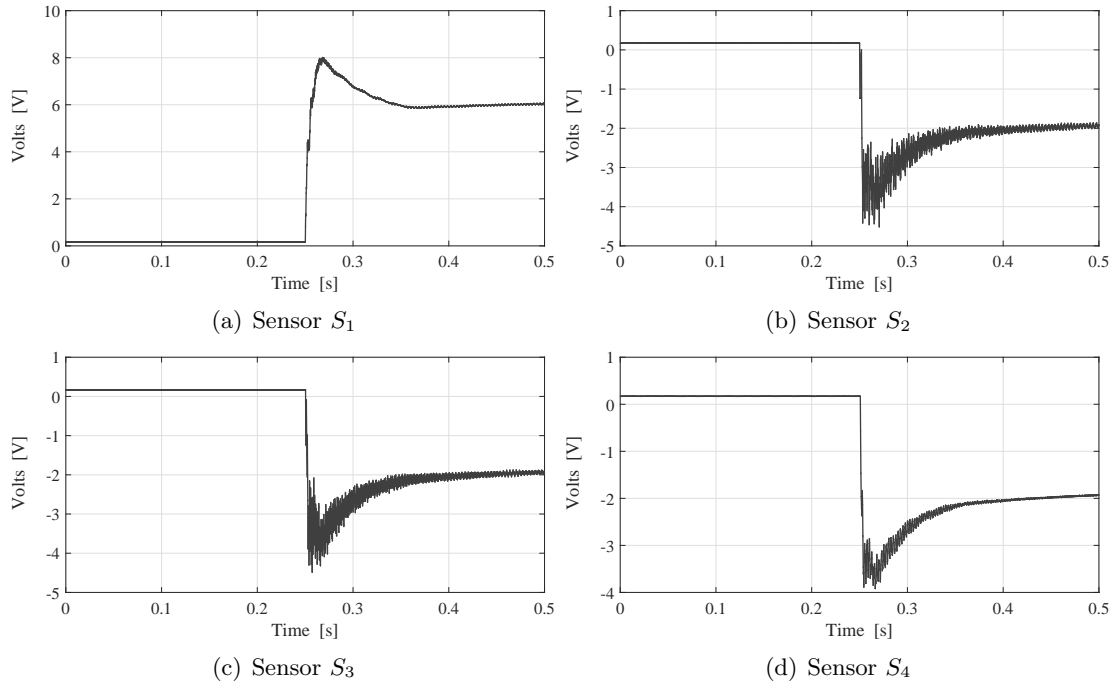 10
8
6
4
2
0
Volts [V]
0 0.1 0.2 0.3 0.4 0.5
Time [s]
(a) Sensor S1
1
0
-1
-2
-3
-4
-5
Volts [V]
0 0.1 0.2 0.3 0.4 0.5
Time [s]
(b) Sensor S2
1
0
-1
-2
-3
-4
-5
Volts [V]
0 0.1 0.2 0.3 0.4 0.5
Time [s]
(c) Sensor S3
1
0
-1
-2
-3
-4
Volts [V]
0 0.1 0.2 0.3 0.4 0.5
Time [s]
(d) Sensor S4